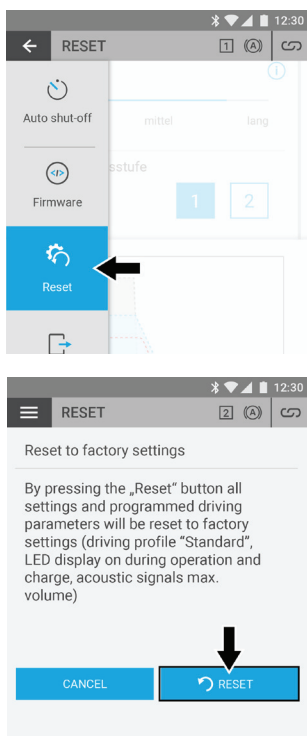 12:30
RESET
1 (A)
Auto shut-off
mittel lang
sstufe
</>
Firmware
1 2
Reset
12:30
RESET
2 (A)
Reset to factory settings
By pressing the „Reset" button all
settings and programmed driving
parameters will be reset to factory
settings (driving profile “Standard”,
LED display on during operation and
charge, acoustic signals max.
volume)
CANCEL
RESET